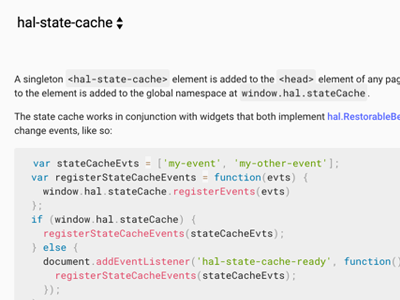 hal-state-cache
A singleton <hal-state-cache> element is added to the <head> element of any pag
to the element is added to the global namespace at window.hal.stateCache.
The state cache works in conjunction with widgets that both implement hal.RestorableBe
change events, like so:
var stateCacheEvts = ['my-event', 'my-other-event'];
var registerStateCacheEvents = function(evts) {
window.hal.stateCache.registerEvents(evts)
};
if (window.hal.stateCache) {
registerStateCacheEvents(stateCacheEvts);
} else {
document.addEventListener('hal-state-cache-ready', function()
registerStateCacheEvents(stateCacheEvts);
});